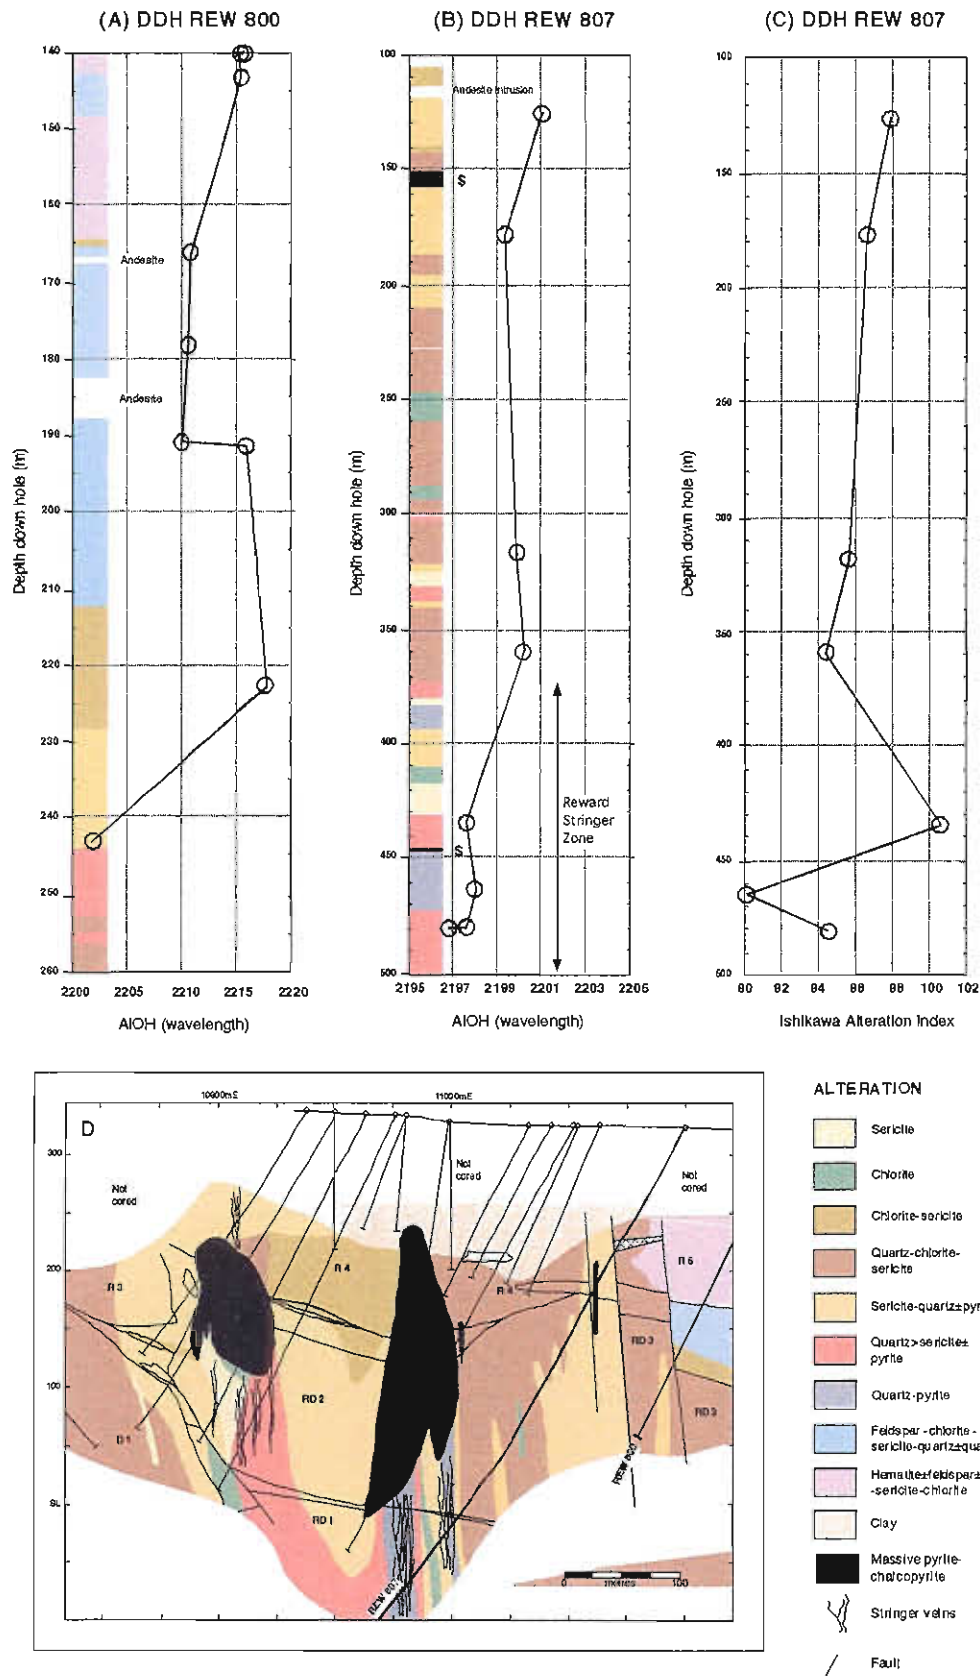 (A) DDH REW 800
(B) DDH REW 807
(C) DDH REW 807
Depth down hole (m)
140
150
150
170
180
190
200
210
220
230
240
250
260
Andesite
Andesite
2200
2205
2210
2215
2220
AlOH (wavelength)
Depth down hole (m)
100
150
200
250
300
350
400
450
500
Andesite intrusion
S
S
Reward
Stringer
Zone
2195
2197
2199
2201
2203
2205
AlOH (wavelength)
Depth down hole (m)
100
150
200
250
300
350
400
450
500
80
82
84
88
88
100
102
Ishikawa Alteration Index
D
10900mE
11000mE
300
200
100
SL
Not
cored
Not
cored
Not
cored
R 3
R 4
R 4
R 5
RD 3
RD 3
RD 2
D 1
RD 1
REW 807
REW 800
0
metres
100
ALTERATION
Sericite
Chlorite
Chlorite-sericite
Quartz-chlorite-
sericite
Sericite-quartz±pyr
Quartz>sericite±
pyrite
Quartz-pyrite
Feldspar-chlorite-
sericite-quartz±qua
Hematite±feldspar±
-sericite-chlorite
Clay
Massive pyrite-
chalcopyrite
Stringer veins
Fault